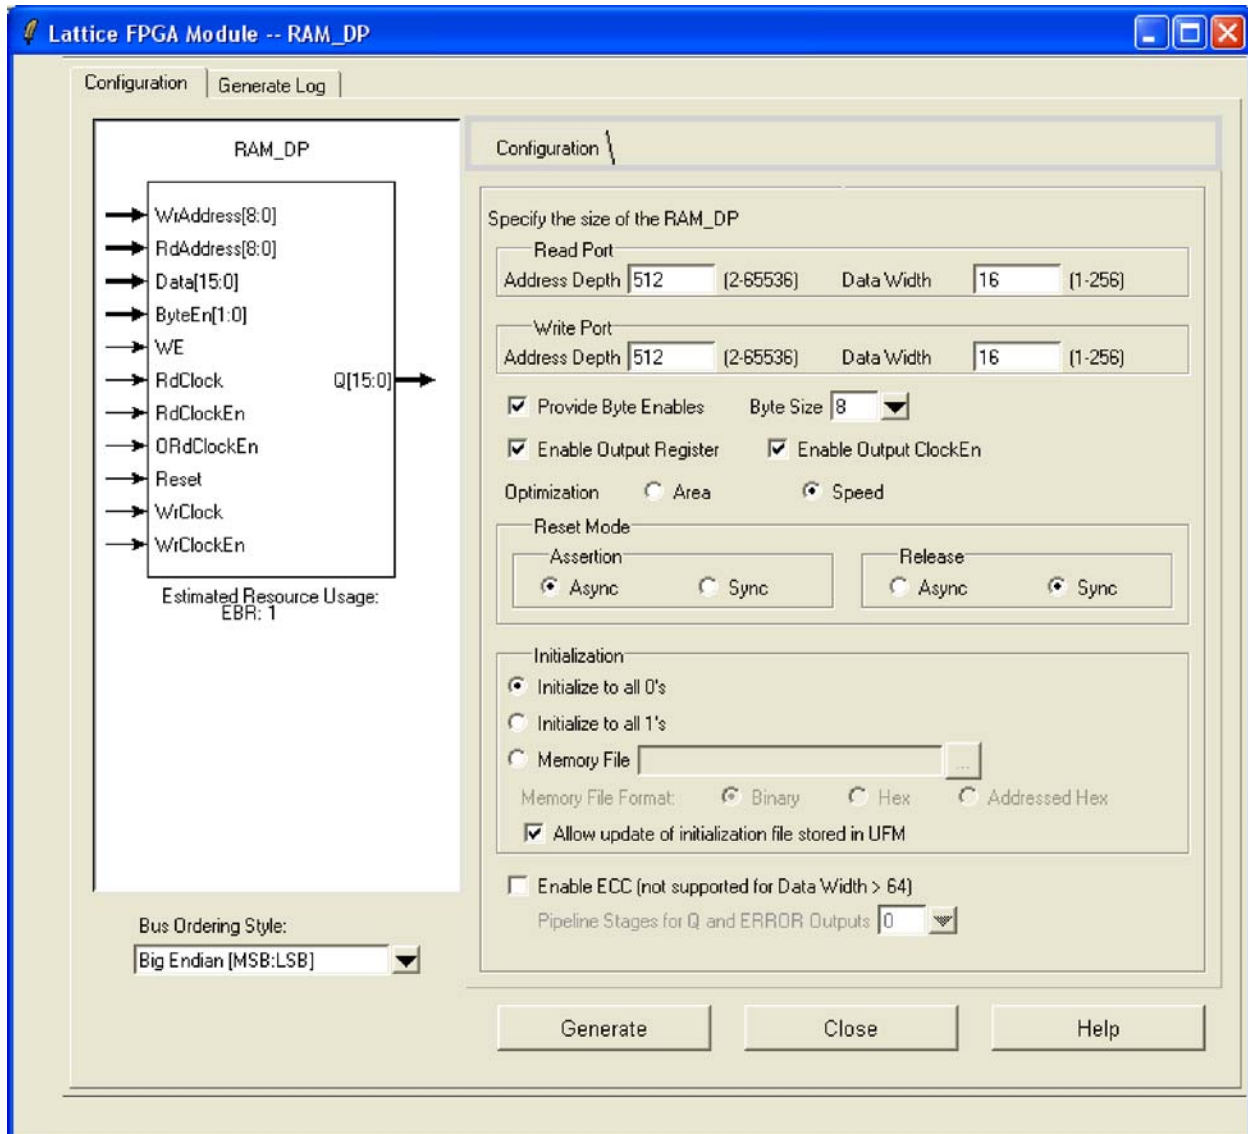 Lattice FPGA Module -- RAM_DP
Configuration Generate Log
RAM_DP
WrAddress[8:0]
RdAddress[8:0]
Data[15:0]
ByteEn[1:0]
WE
RdClock Q[15:0]
RdClockEn
ORdClockEn
Reset
WrClock
WrClockEn
Estimated Resource Usage:
EBR: 1
Bus Ordering Style:
Big Endian [MSB:LSB]
Configuration
Specify the size of the RAM_DP
Read Port
Address Depth 512 (2-65536) Data Width 16 (1-256)
Write Port
Address Depth 512 (2-65536) Data Width 16 (1-256)
Provide Byte Enables Byte Size 8
Enable Output Register Enable Output ClockEn
Optimization Area Speed
Reset Mode
Assertion Release
Async Sync Async Sync
Initialization
Initialize to all 0's
Initialize to all 1's
Memory File ...
Memory File Format: Binary Hex Addressed Hex
Allow update of initialization file stored in UFM
Enable ECC (not supported for Data Width > 64)
Pipeline Stages for Q and ERROR Outputs 0
Generate Close Help